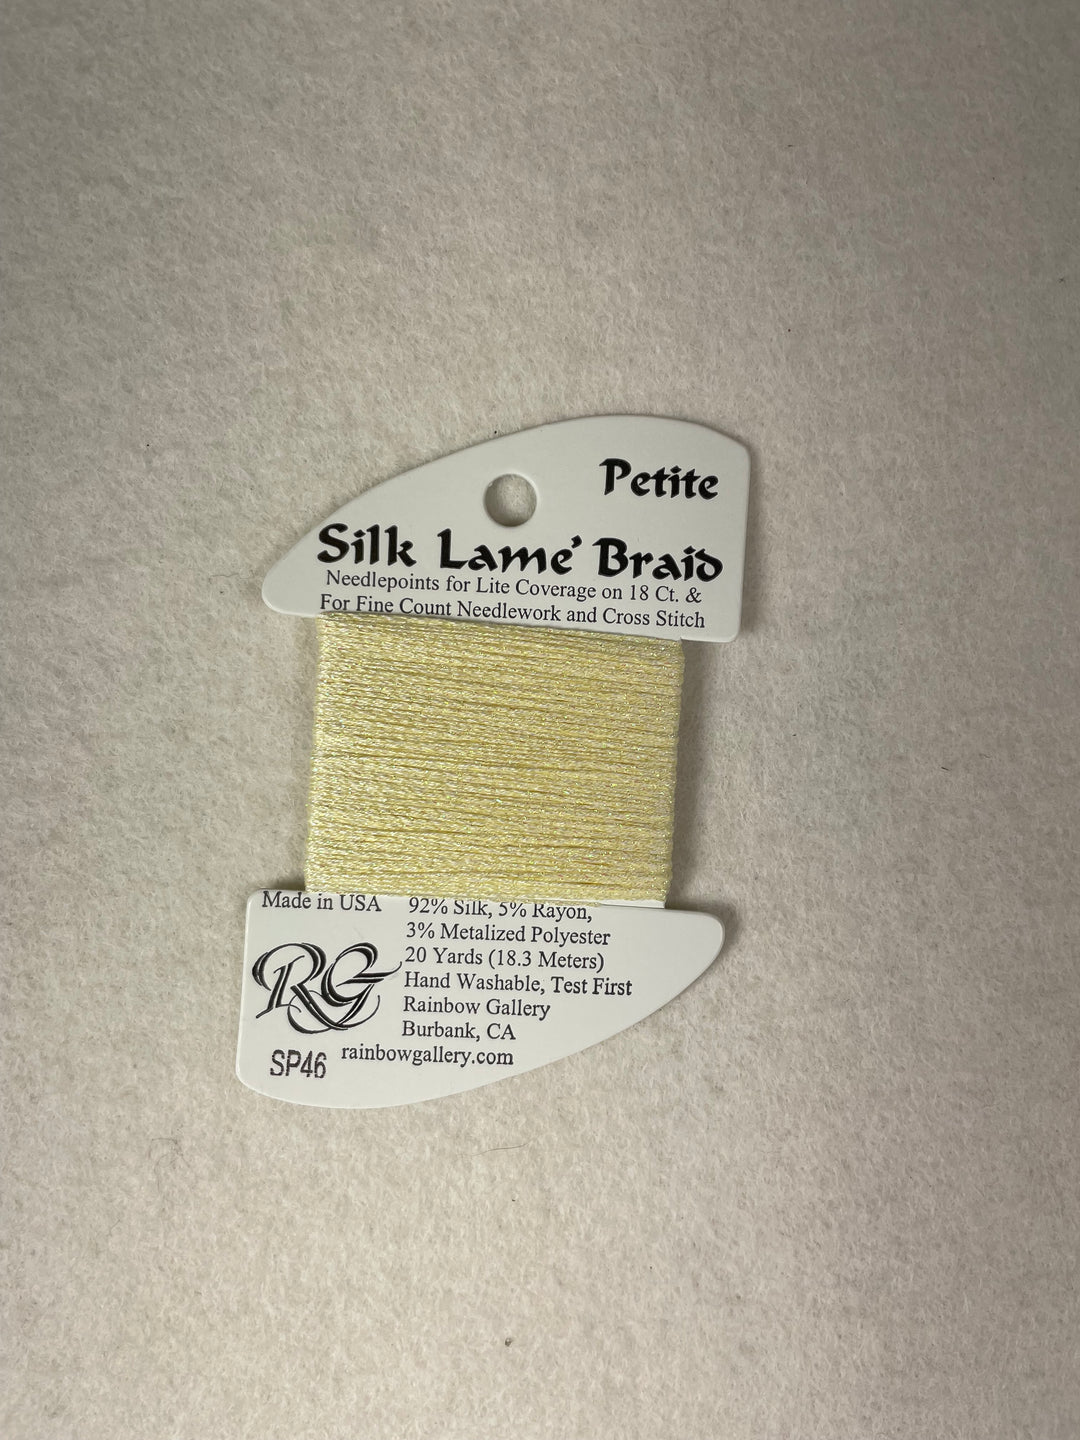 Petite
Silk Lame' Braid
Needlepoints for Lite Coverage on 18 Ct. &
For Fine Count Needlework and Cross Stitch
Made in USA
92% Silk, 5% Rayon,
3% Metalized Polyester
20 Yards (18.3 Meters)
Hand Washable, Test First
Rainbow Gallery
Burbank, CA
rainbowgallery.com
RG
SP46